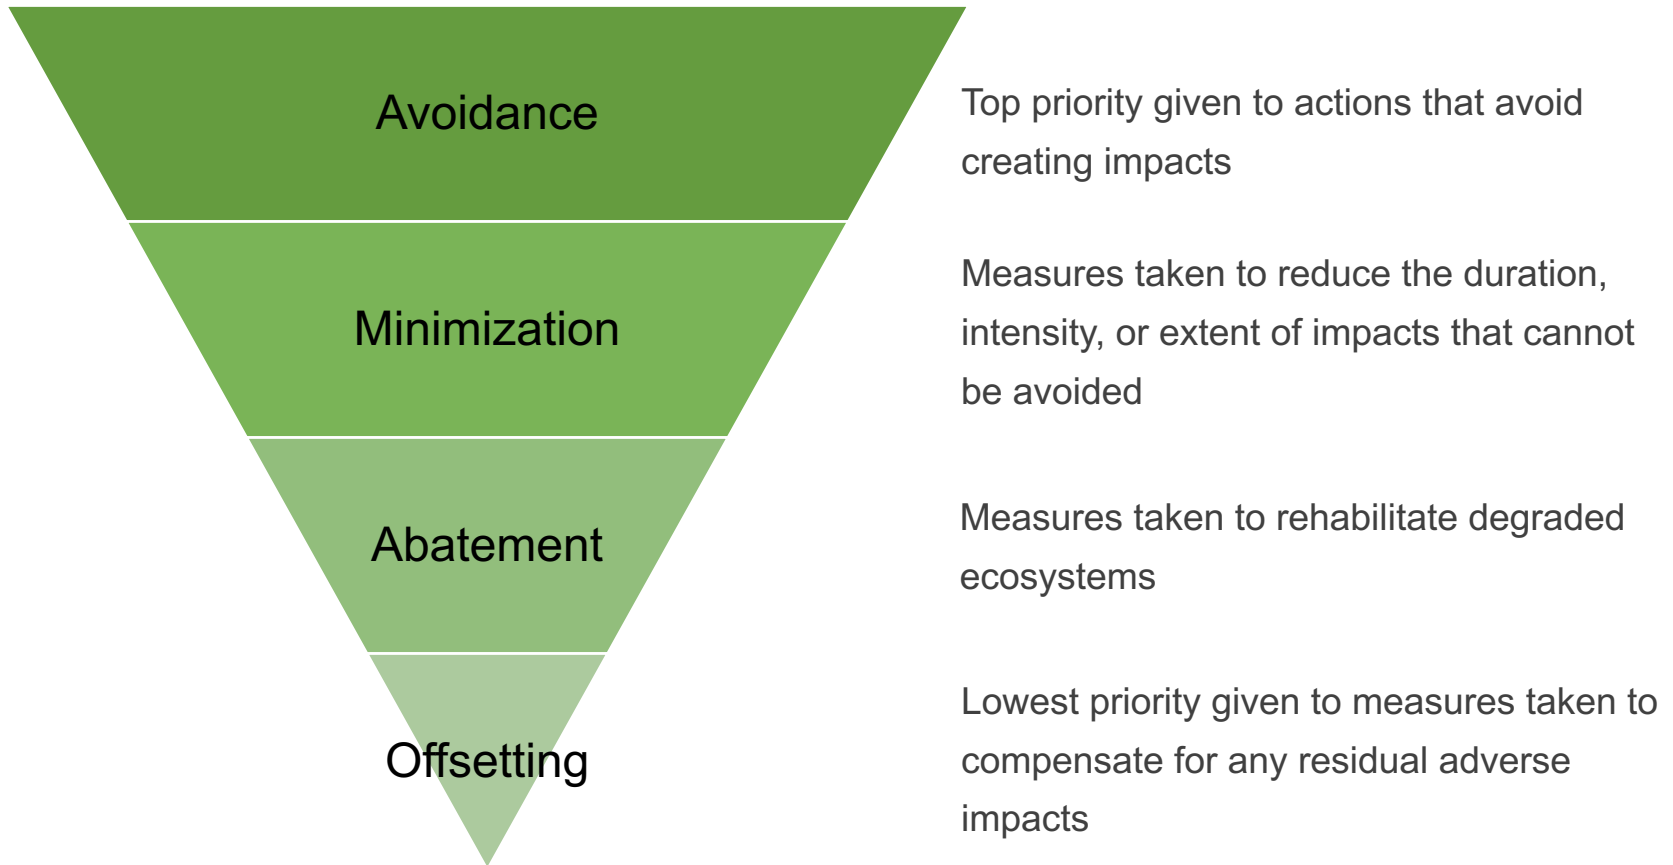 Avoidance
Top priority given to actions that avoid
creating impacts
Minimization
Measures taken to reduce the duration,
intensity, or extent of impacts that cannot
be avoided
Abatement
Measures taken to rehabilitate degraded
ecosystems
Offsetting
Lowest priority given to measures taken to
compensate for any residual adverse
impacts